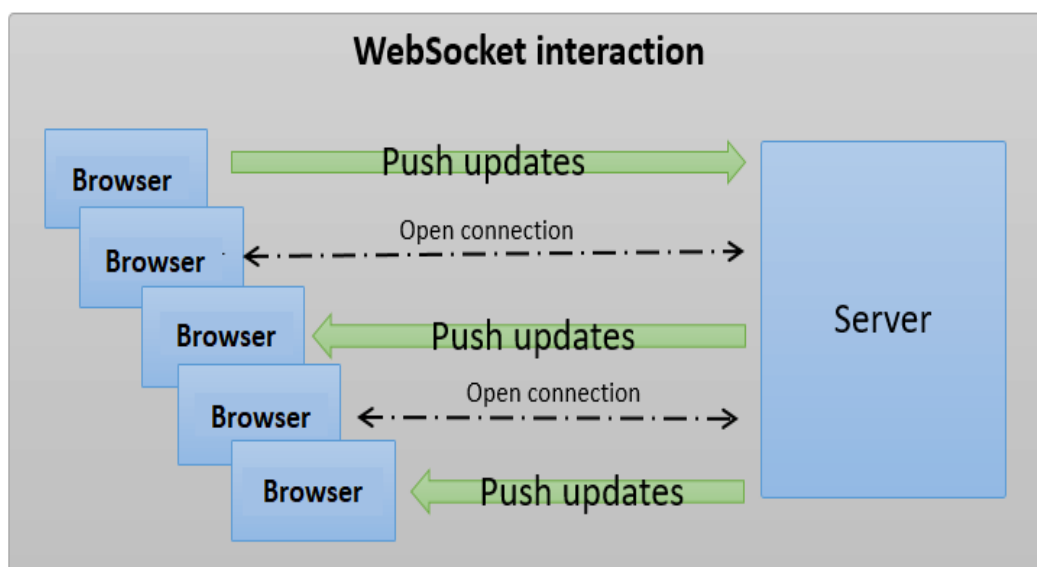 WebSocket interaction
Browser
Push updates
Browser
Open connection
Browser
Push updates
Server
Browser
Open connection
Browser
Push updates